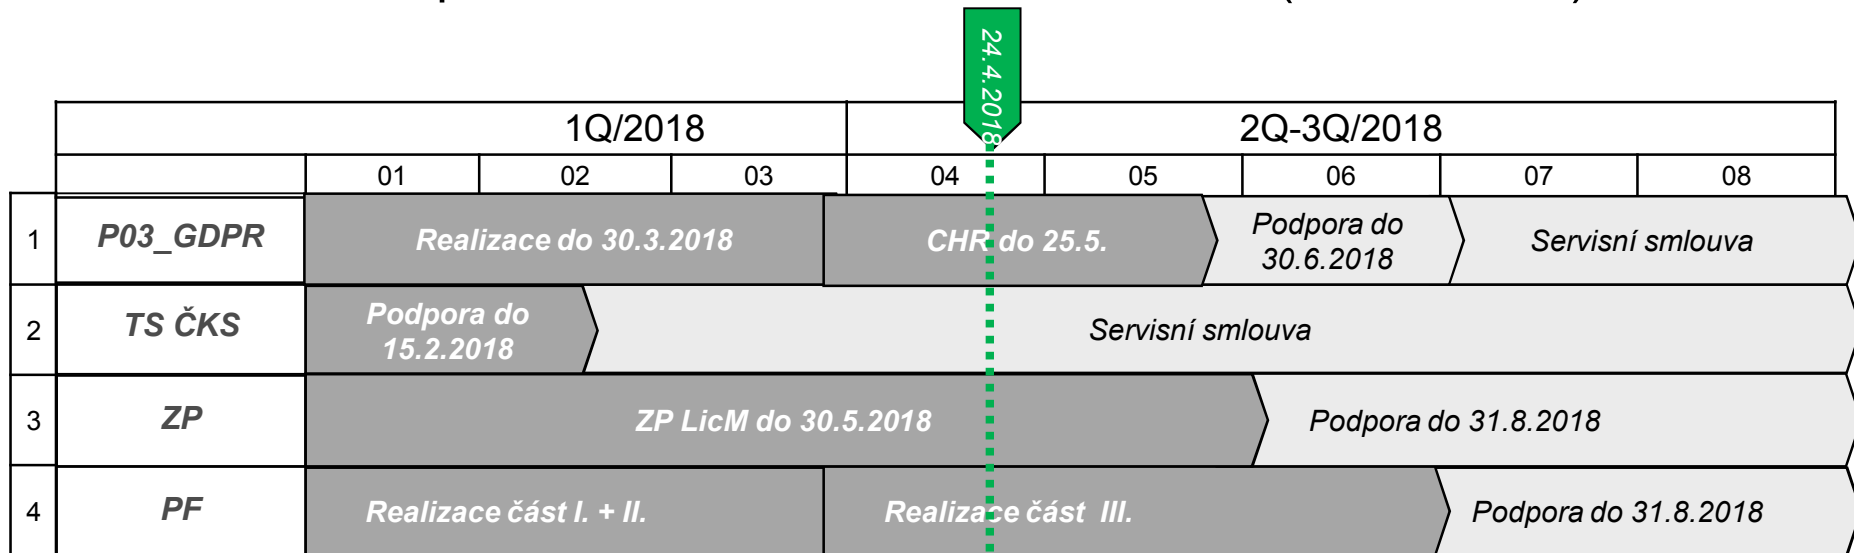 24.4.2018
1Q/2018 2Q-3Q/2018
01 02 03 04 05 06 07 08
1 P03_GDPR Realizace do 30.3.2018 CHR do 25.5. Podpora do 30.6.2018 Servisní smlouva
2 TS ČKS Podpora do 15.2.2018 Servisní smlouva
3 ZP ZP LicM do 30.5.2018 Podpora do 31.8.2018
4 PF Realizace část I. + II. Realizace část III. Podpora do 31.8.2018